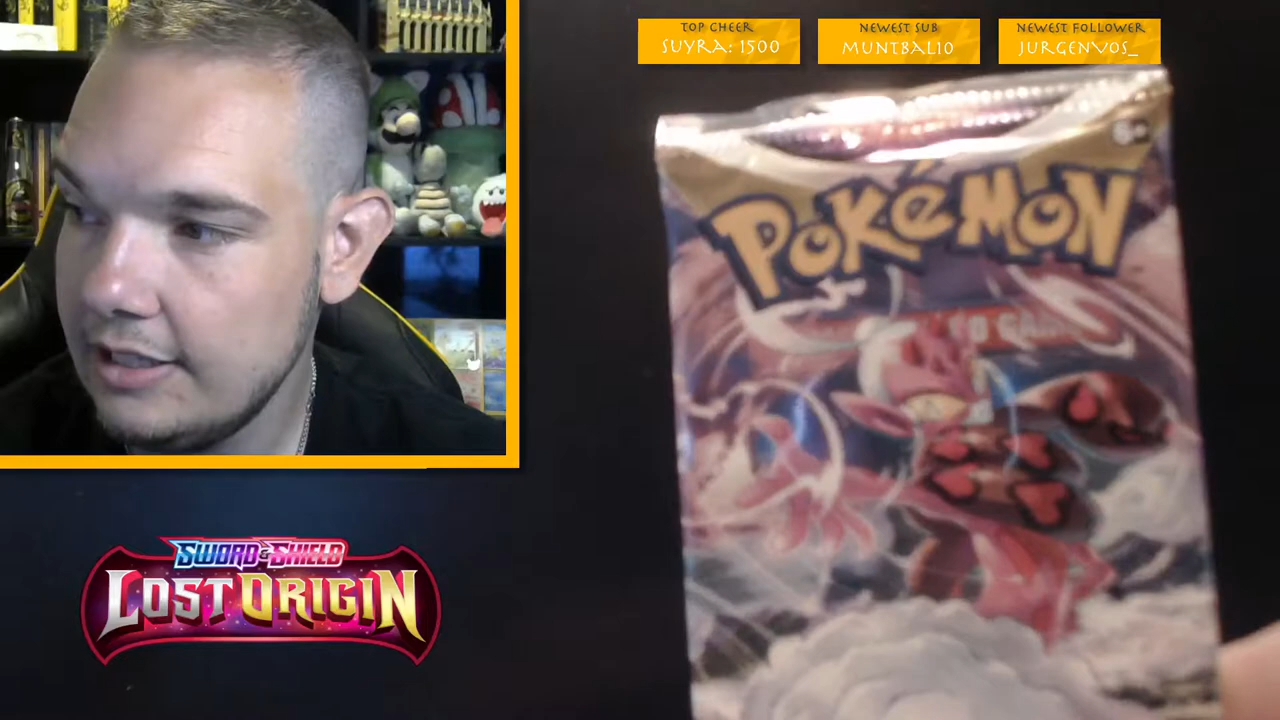 TOP CHEER
SUYRA: 1500
NEWEST SUB
MUNTBAL10
NEWEST FOLLOWER
JURGENVOS_
POKéMON
SWORD & SHIELD
LOST ORIGIN